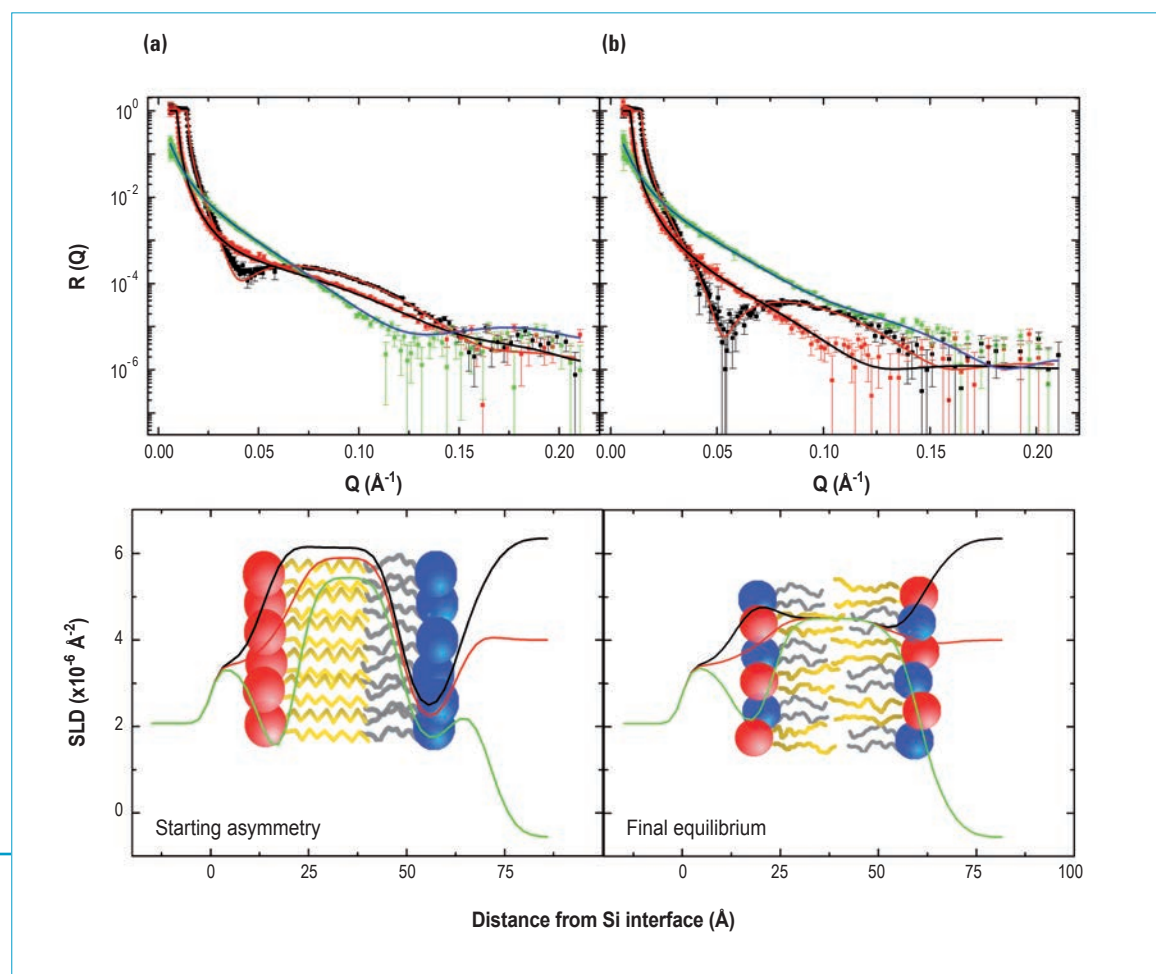 (a)
(b)
R (Q)
10⁰
10⁻²
10⁻⁴
10⁻⁶
0.00 0.05 0.10 0.15 0.20
0.00 0.05 0.10 0.15 0.20
Q (Å⁻¹)
Q (Å⁻¹)
SLD (x10⁻⁶ Å⁻²)
6
4
2
0
Starting asymmetry
Final equilibrium
0 25 50 75
0 25 50 75 100
Distance from Si interface (Å)